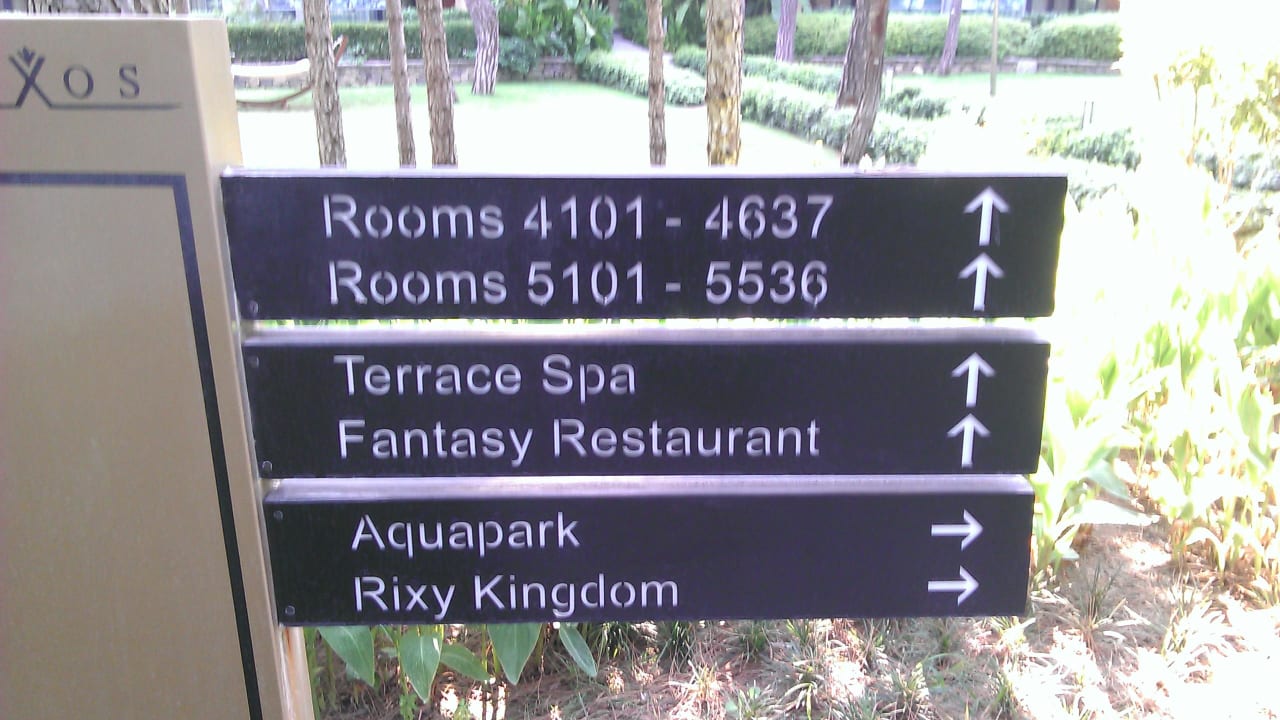 XOS
Rooms 4101 - 4637 ↑
Rooms 5101 - 5536 ↑
Terrace Spa ↑
Fantasy Restaurant ↑
Aquapark →
Rixy Kingdom →